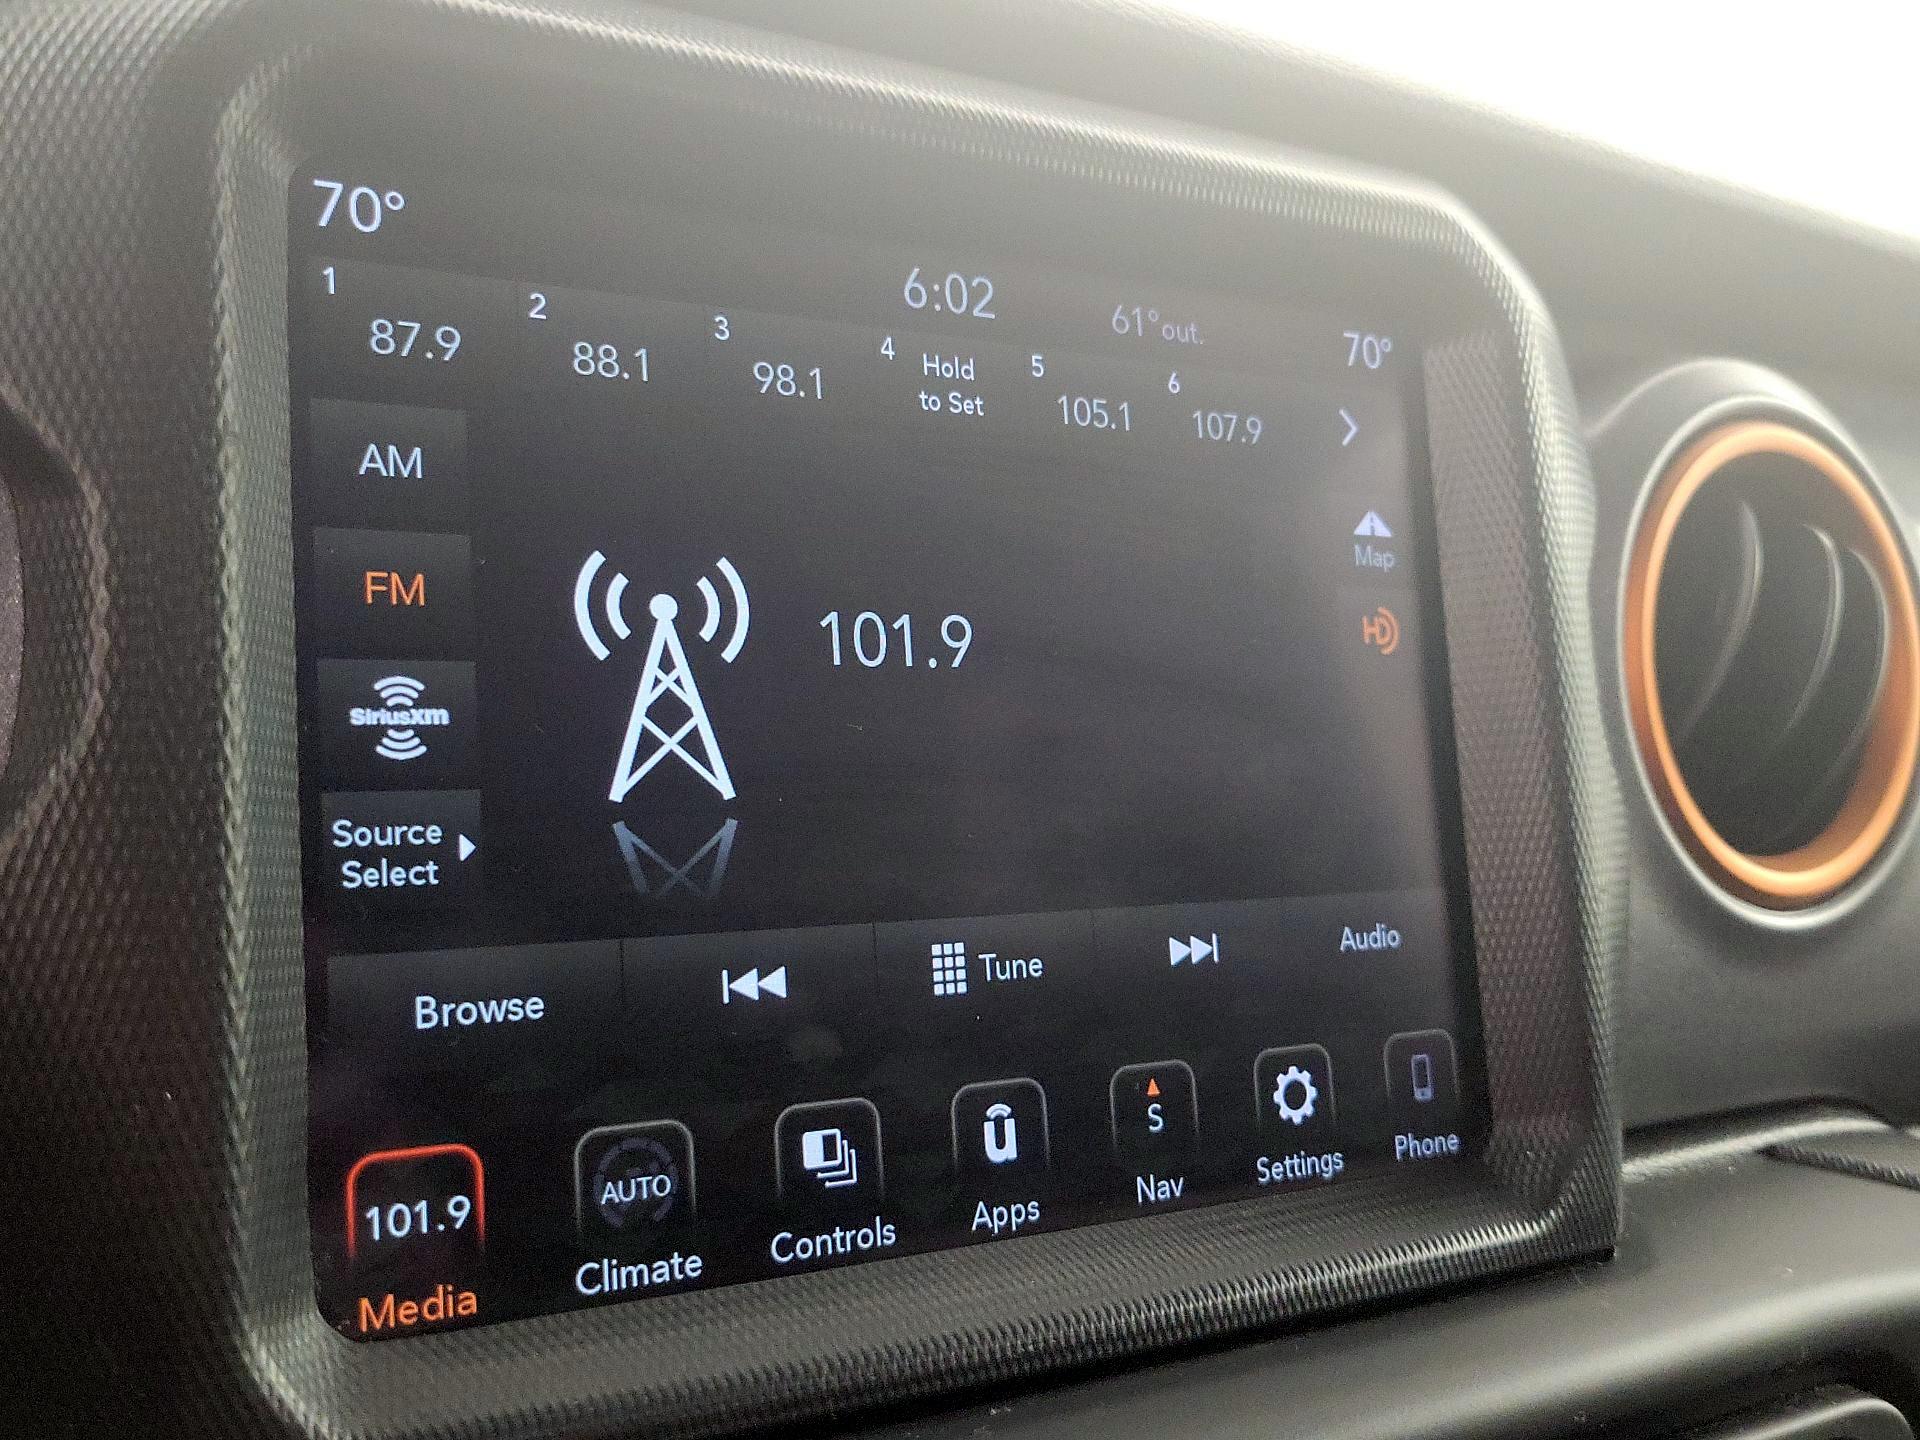 70°
6:02
61° out.
70°
1
87.9
2
88.1
3
98.1
4
Hold
to Set
5
105.1
6
107.9
AM
FM
SiriusXM
Source
Select
101.9
Map
HD
Browse
Tune
Audio
101.9
Media
AUTO
Climate
Controls
u
Apps
S
Nav
Settings
Phone